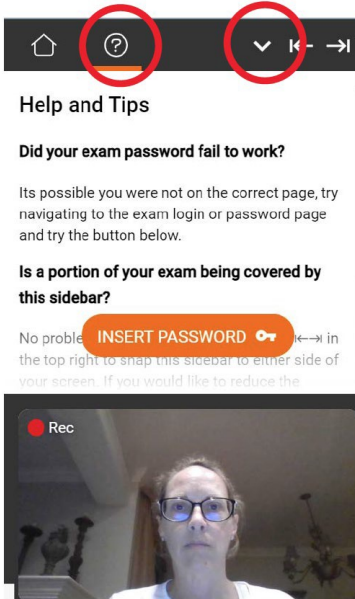 Help and Tips
Did your exam password fail to work?
Its possible you were not on the correct page, try
navigating to the exam login or password page
and try the button below.
Is a portion of your exam being covered by
this sidebar?
INSERT PASSWORD
in
the top right to snap this sidebar to either side of
your screen. If you would like to reduce the
Rec